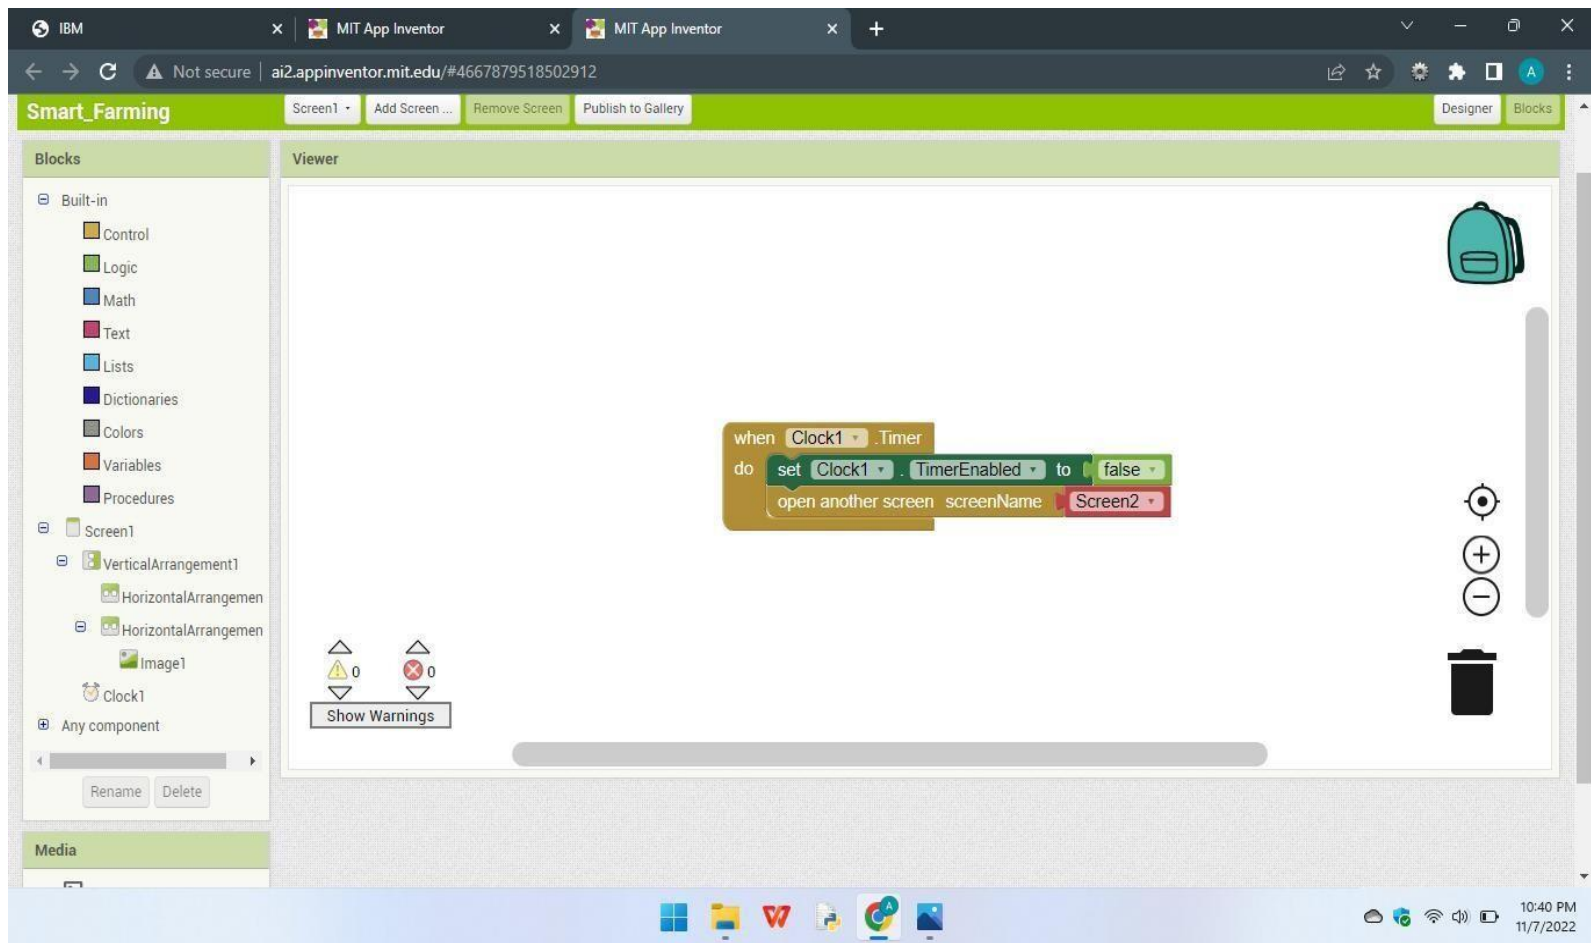 IBM
MIT App Inventor
MIT App Inventor
Not secure
ai2.appinventor.mit.edu/#4667879518502912
A
Smart_Farming
Screen1
Add Screen ...
Remove Screen
Publish to Gallery
Designer
Blocks
Blocks
Viewer
Built-in
Control
Logic
Math
Text
Lists
Dictionaries
Colors
Variables
Procedures
Screen1
VerticalArrangement1
HorizontalArrangemen
HorizontalArrangemen
Image1
Clock1
Any component
Rename
Delete
Media
when Clock1 .Timer
do set Clock1 . TimerEnabled to false
open another screen screenName Screen2
0
0
Show Warnings
10:40 PM
11/7/2022